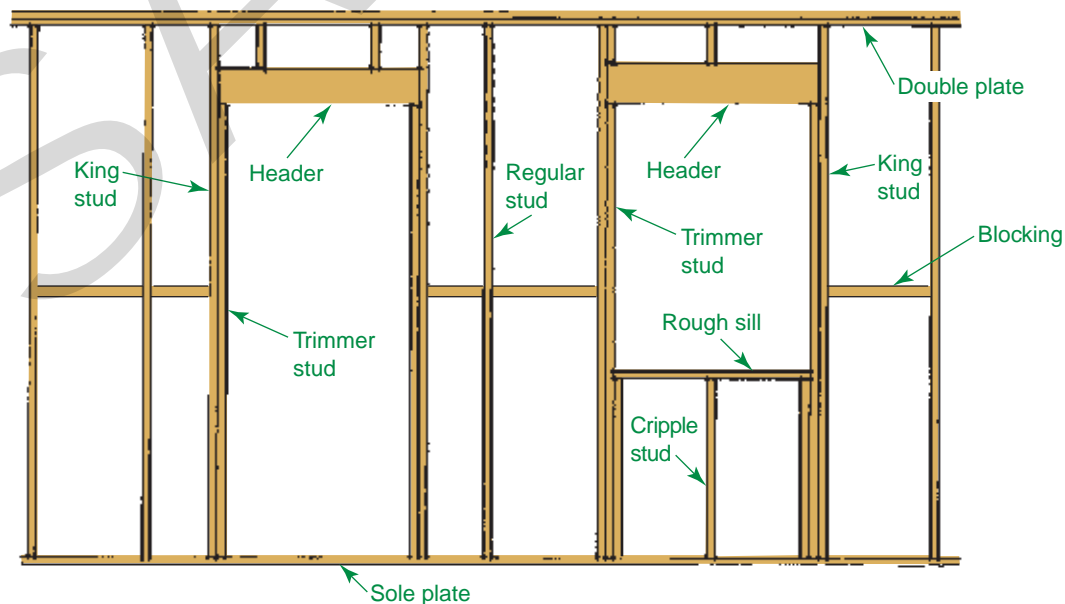 Double plate
King
stud
Header
Regular
stud
Header
King
stud
Trimmer
stud
Blocking
Trimmer
stud
Rough sill
Cripple
stud
Sole plate